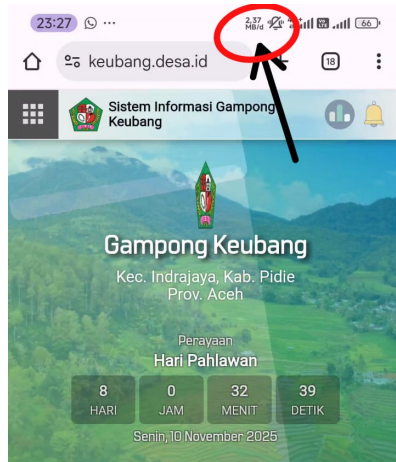 23:27 ...
2,37
MB/d
66
keubang.desa.id
18
Sistem Informasi Gampong
Keubang
Gampong Keubang
Kec. Indrajaya, Kab. Pidie
Prov. Aceh
Perayaan
Hari Pahlawan
8 0 32 39
HARI JAM MENIT DETIK
Senin, 10 November 2025